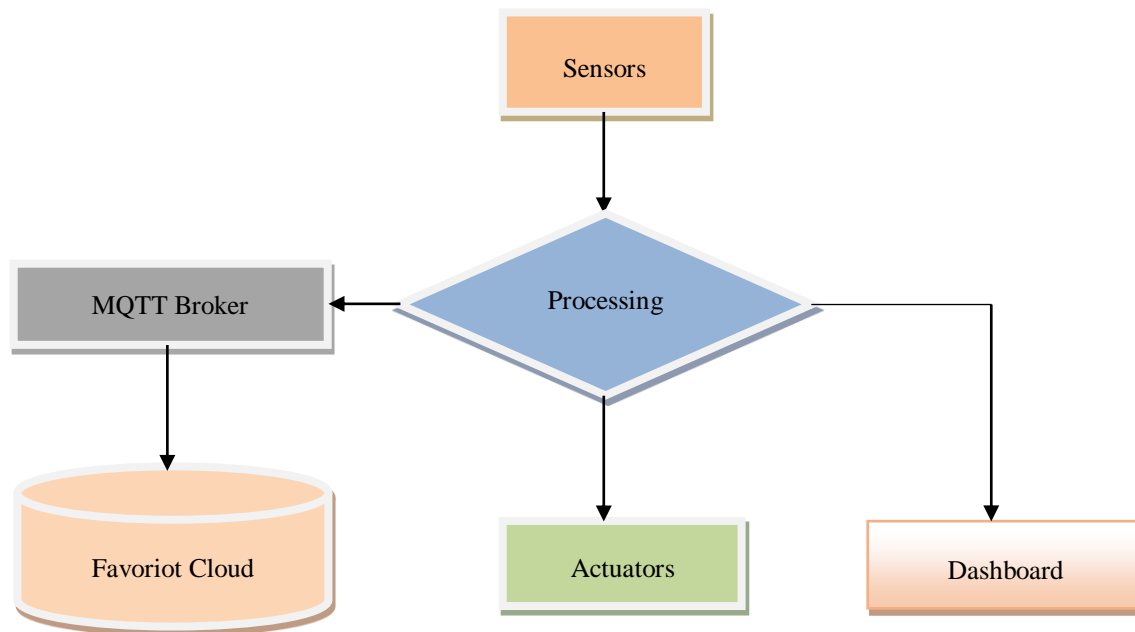 Sensors
Processing
MQTT Broker
Favoriot Cloud
Actuators
Dashboard